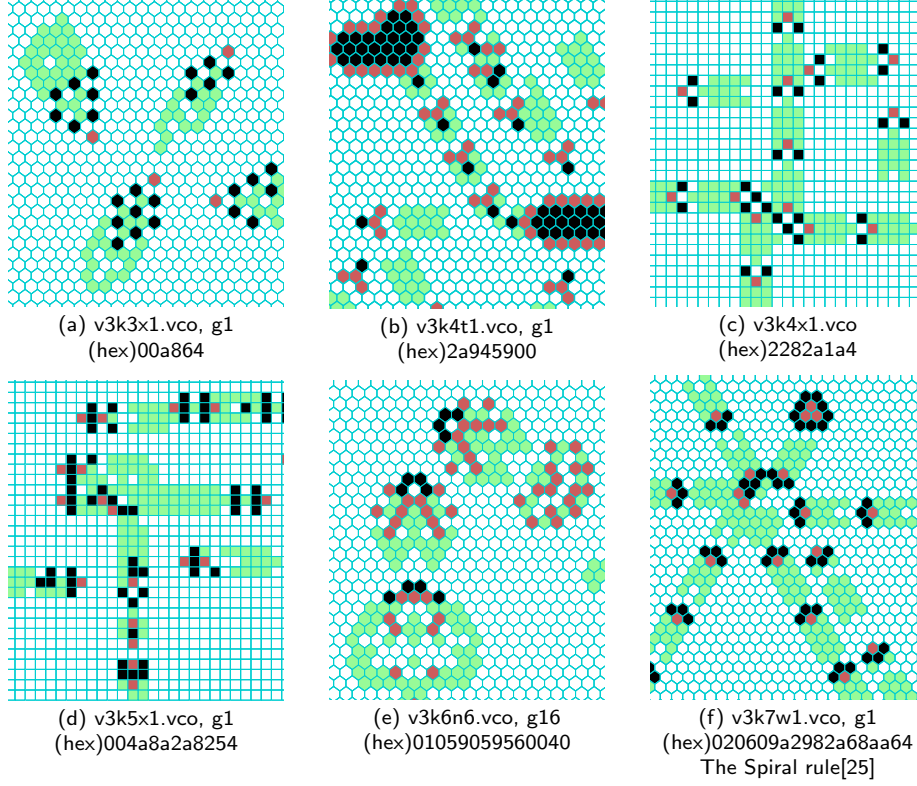 (a) v3k3x1.vco, g1
(hex)00a864
(b) v3k4t1.vco, g1
(hex)2a945900
(c) v3k4x1.vco
(hex)2282a1a4
(d) v3k5x1.vco, g1
(hex)004a8a2a8254
(e) v3k6n6.vco, g16
(hex)01059059560040
(f) v3k7w1.vco, g1
(hex)020609a2982a68aa64
The Spiral rule[25]